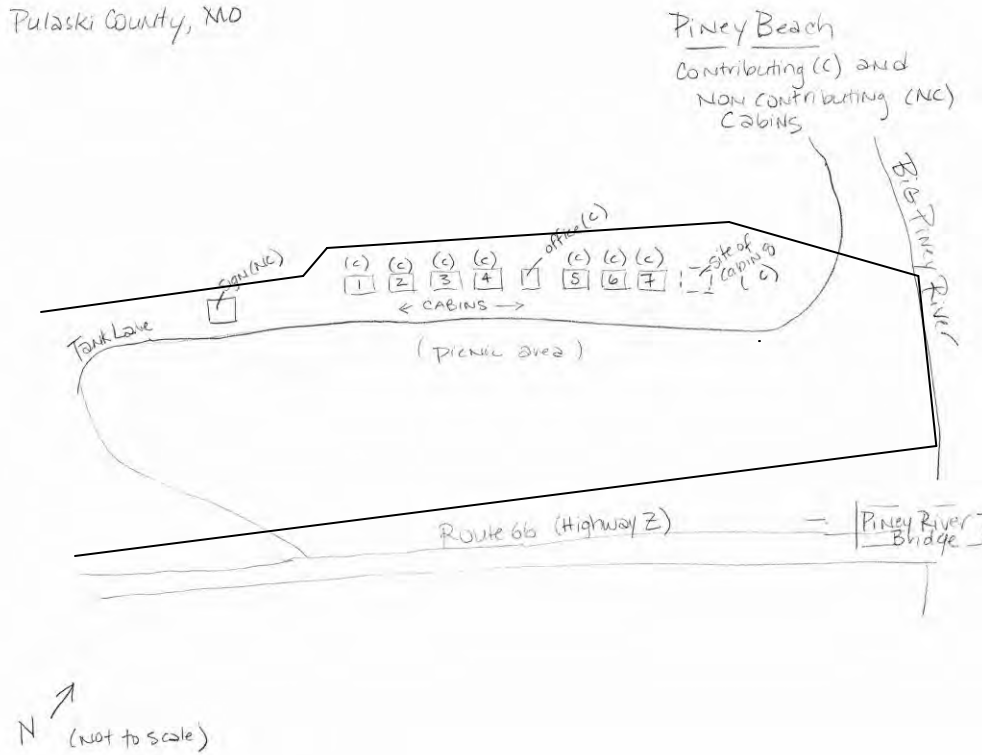 Pulaski County, MO
Piney Beach
Contributing (C) and
NON Contributing (NC)
Cabins
Big Piney River
office (C)
sign (NC)
(C) (C) (C) (C) (C) (C) (C)
1 2 3 4 5 6 7
site of
cabin 8
(C)
← CABINS →
Tank Lane
(picnic area)
Route 66 (Highway Z)
Piney River
Bridge
N
(Not to scale)